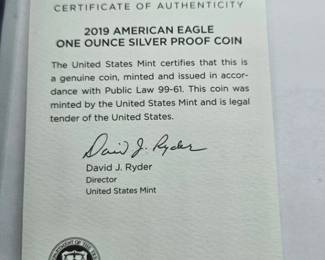 CERTIFICATE OF AUTHENTICITY
2019 AMERICAN EAGLE
ONE OUNCE SILVER PROOF COIN
The United States Mint certifies that this is
a genuine coin, minted and issued in accor-
dance with Public Law 99-61. This coin was
minted by the United States Mint and is legal
tender of the United States.
David J. Ryder
David J. Ryder
Director
United States Mint
DEPARTMENT OF THE